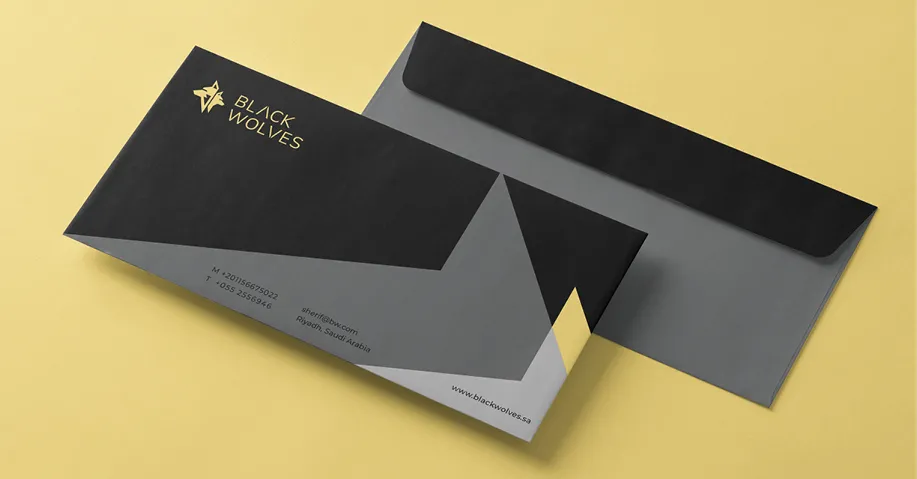 BLACK
WOLVES
M +201156675022
T +055 2556946
sherif@bw.com
Riyadh, Saudi Arabia
www.blackwolves.sa